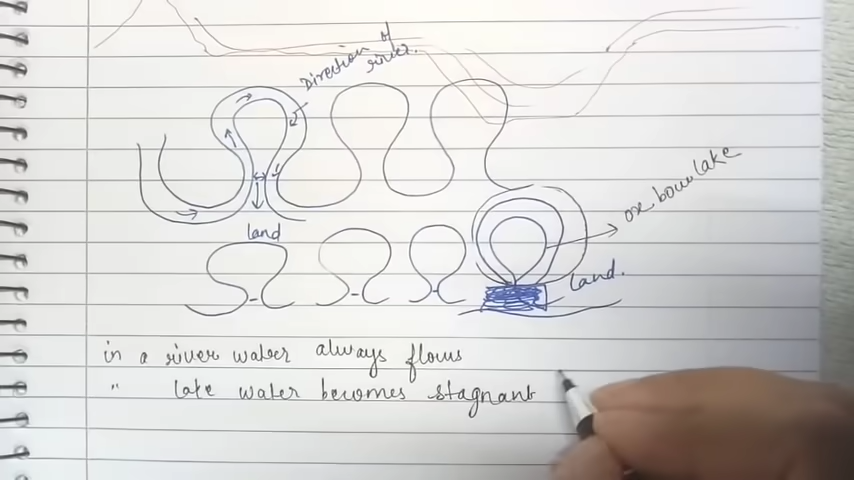 Direction of
river.
ox bow lake
land
land.
in a river water always flows
" lake water becomes stagnant